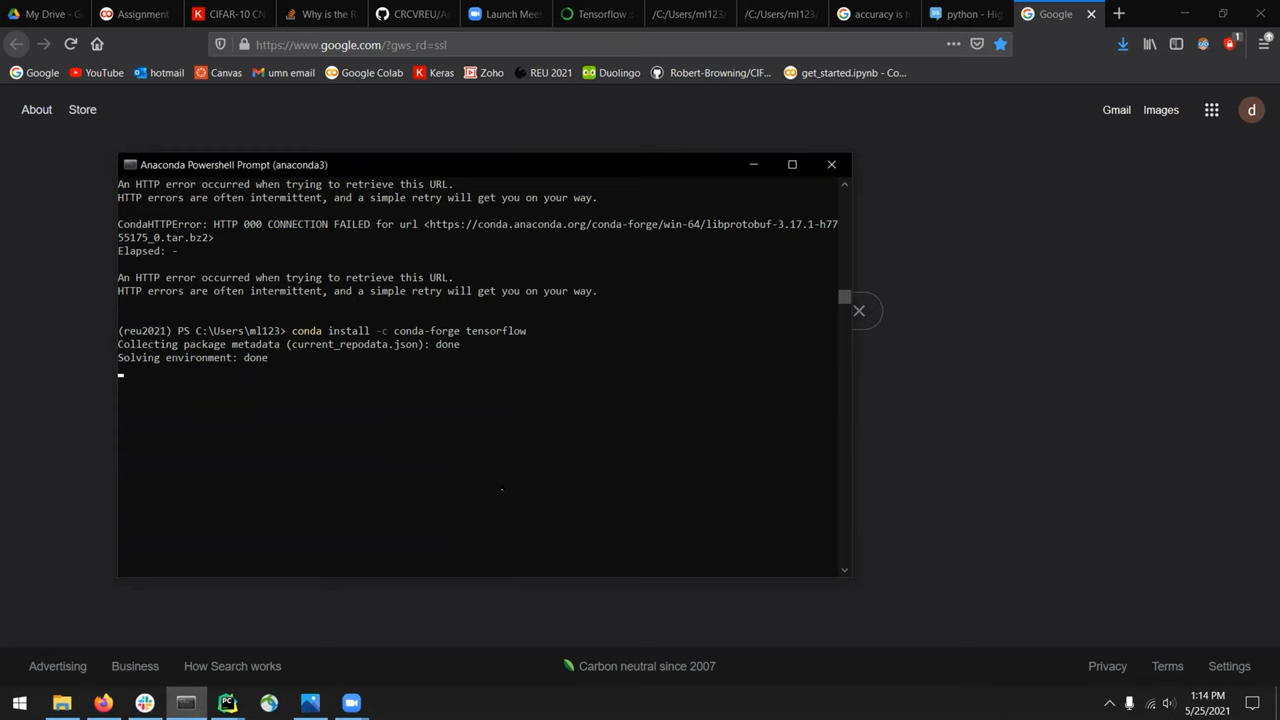 My Drive - G
Assignment
CIFAR-10 CN
Why is the R
CRCVREU/A
Launch Mee
Tensorflow
/C:/Users/ml123
/C:/Users/ml123
accuracy is
python - Hig
Google
https://www.google.com/?gws_rd=ssl
1
Google
YouTube
hotmail
Canvas
umn email
Google Colab
Keras
Zoho
REU 2021
Duolingo
Robert-Browning/CIF...
get_started.ipynb - Co...
About
Store
Gmail
Images
d
Anaconda Powershell Prompt (anaconda3)
An HTTP error occurred when trying to retrieve this URL.
HTTP errors are often intermittent, and a simple retry will get you on your way.
CondaHTTPError: HTTP 000 CONNECTION FAILED for url <https://conda.anaconda.org/conda-forge/win-64/libprotobuf-3.17.1-h77
55175_0.tar.bz2>
Elapsed: -
An HTTP error occurred when trying to retrieve this URL.
HTTP errors are often intermittent, and a simple retry will get you on your way.
(reu2021) PS C:\Users\ml123> conda install -c conda-forge tensorflow
Collecting package metadata (current_repodata.json): done
Solving environment: done
Advertising
Business
How Search works
Carbon neutral since 2007
Privacy
Terms
Settings
PC
1:14 PM
5/25/2021